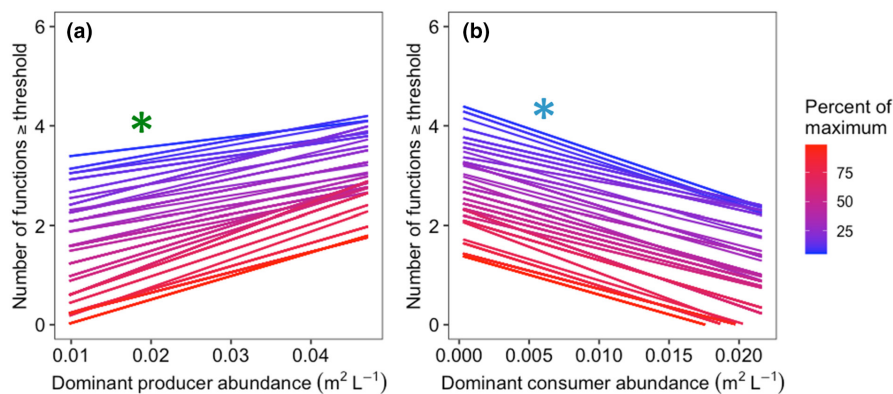 (a)
6
4
2
0
Number of functions ≥ threshold
0.01 0.02 0.03 0.04
Dominant producer abundance (m² L⁻¹)
(b)
6
4
2
0
Number of functions ≥ threshold
0.000 0.005 0.010 0.015 0.020
Dominant consumer abundance (m² L⁻¹)
Percent of
maximum
75
50
25